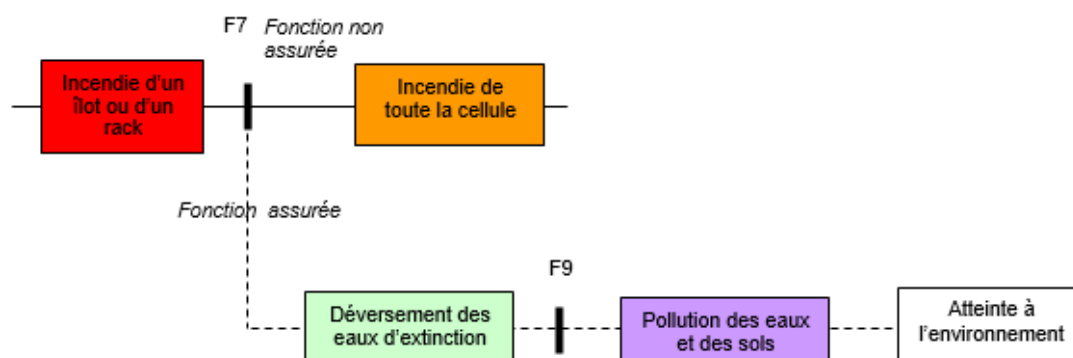 F7
Fonction non
assurée
Incendie d'un
îlot ou d'un
rack
Incendie de
toute la cellule
Fonction assurée
F9
Déversement des
eaux d'extinction
Pollution des eaux
et des sols
Atteinte à
l'environnement